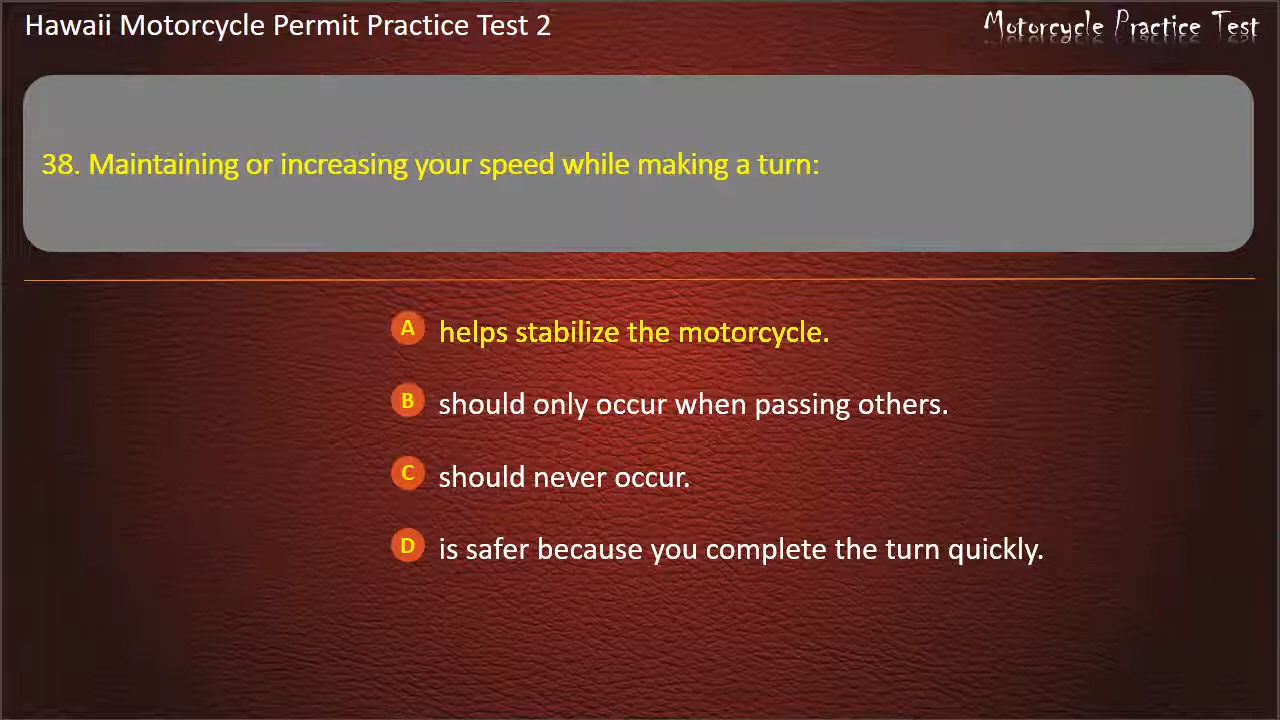 Hawaii Motorcycle Permit Practice Test 2
Motorcycle Practice Test
38. Maintaining or increasing your speed while making a turn:
A helps stabilize the motorcycle.
B should only occur when passing others.
C should never occur.
D is safer because you complete the turn quickly.